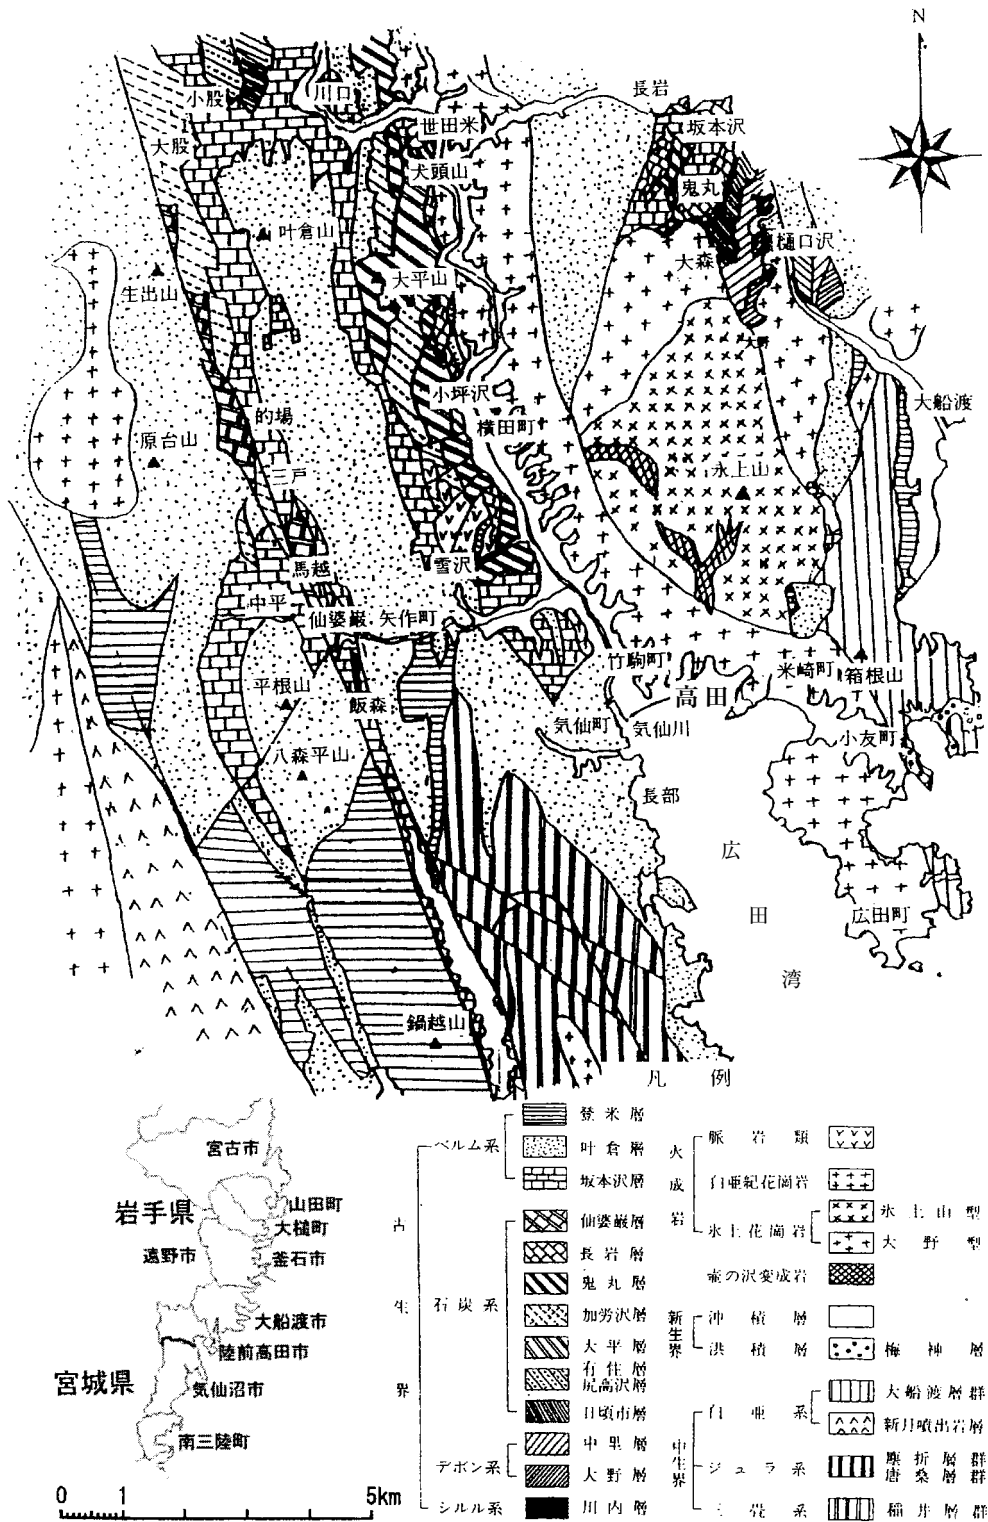 N
長岩
小股
川口
世田米
坂本沢
大股
犬頭山
鬼丸
叶倉山
樋口沢
大森
大平山
生出山
大野
小坪沢
大船渡
的場
横田町
原台山
三戸
氷上山
雪沢
馬越
中平
仙婆巌
矢作町
竹駒町
米崎町
箱根山
平根山
飯森
高田
気仙町
気仙川
小友町
八森平山
長部
広田湾
広田町
鍋越山
凡例
古生界
ペルム系
登米層
叶倉層
坂本沢層
石炭系
仙婆巌層
長岩層
鬼丸層
加労沢層
大平層
有住層
尻高沢層
日頃市層
デボン系
中里層
大野層
シルル系
川内層
火成岩
脈岩類
白亜紀花崗岩
氷上花崗岩
氷上山型
大野型
壷の沢変成岩
新生界
沖積層
洪積層
梅神層
中生界
白亜系
大船渡層群
新月噴出岩層
ジュラ系
塵折層群
唐桑層群
三畳系
稲井層群
宮古市
岩手県
山田町
大槌町
遠野市
釜石市
大船渡市
陸前高田市
宮城県
気仙沼市
南三陸町
0 1 5km